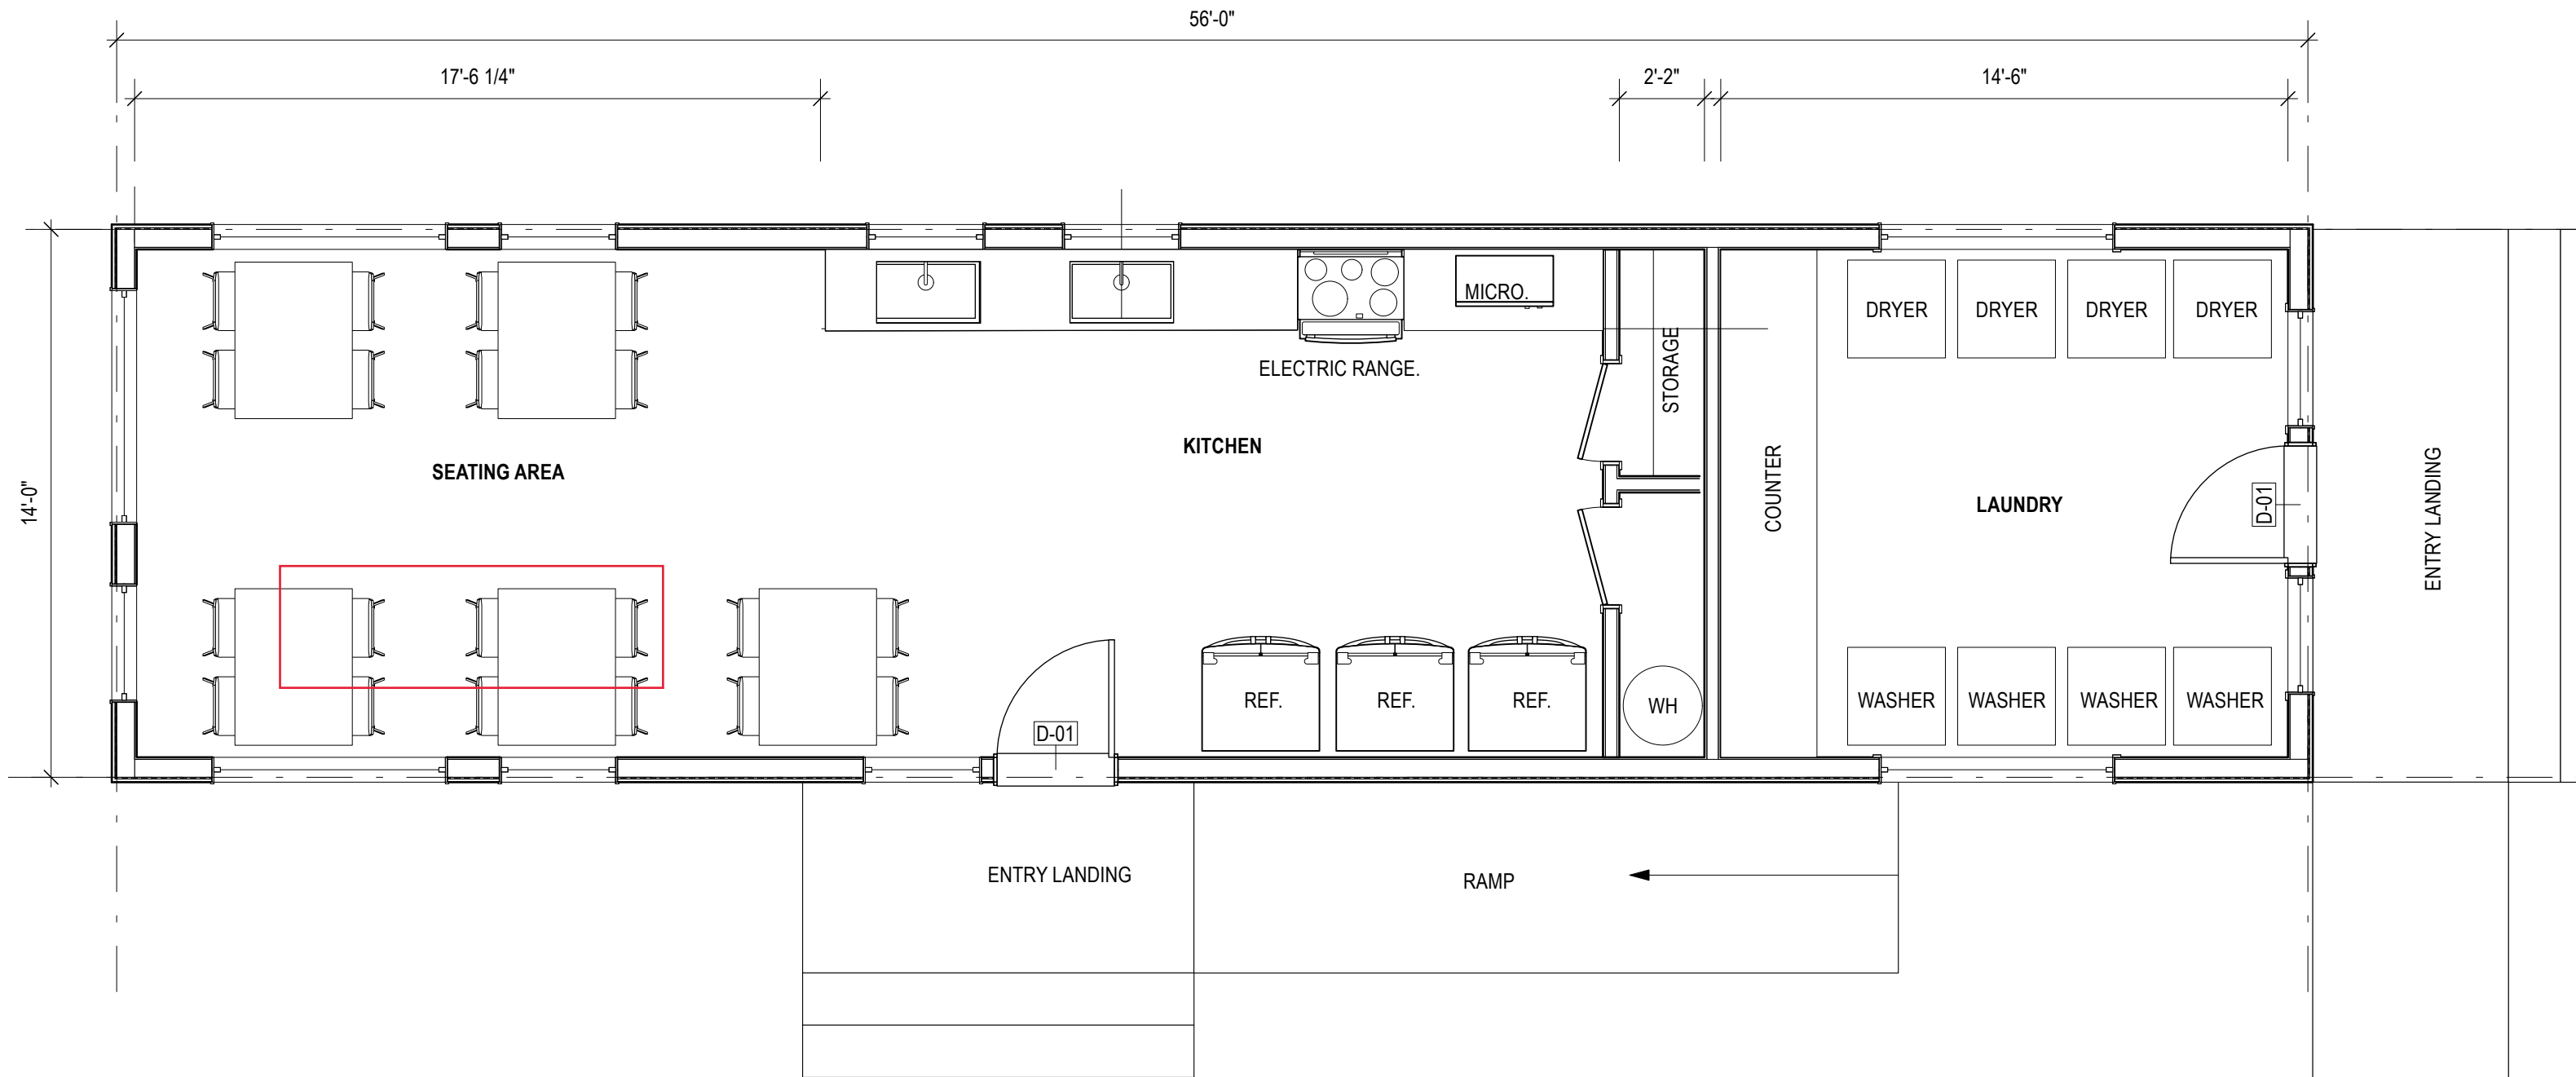 56'-0"
17'-6 1/4"
2'-2"
14'-6"
14'-0"
MICRO.
DRYER
DRYER
DRYER
DRYER
ELECTRIC RANGE.
STORAGE
KITCHEN
SEATING AREA
COUNTER
LAUNDRY
D-01
ENTRY LANDING
REF.
REF.
REF.
WH
WASHER
WASHER
WASHER
WASHER
D-01
ENTRY LANDING
RAMP